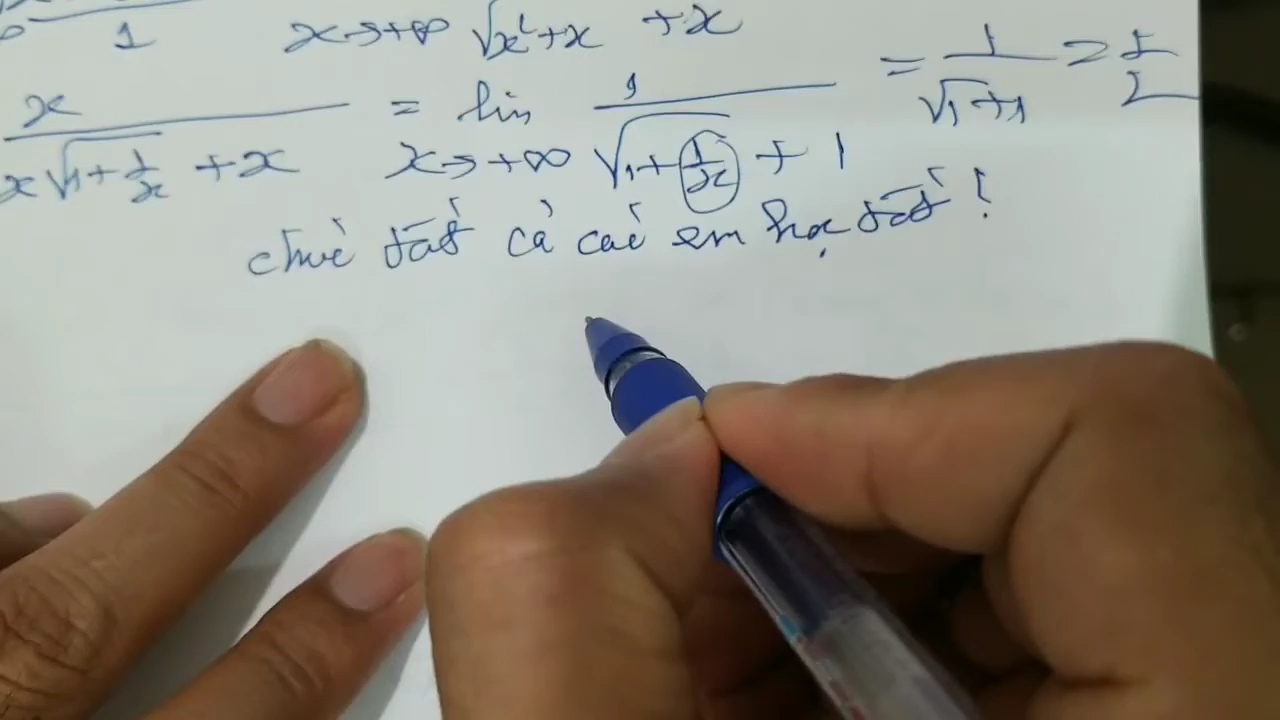 1 x→+∞ √x²+x +x
x = lim 1 = 1 = 1
x√1+1/x +x x→+∞ √1+1/x + 1 √1+1 2
chúc tất cả các em học tốt!